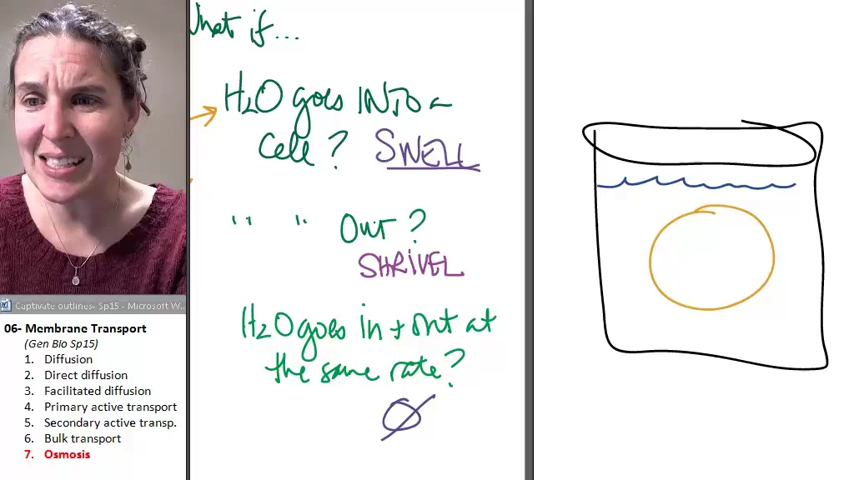 What if...
H2O goes INTO a
Cell? SWELL
" " Out?
SHRIVEL
H2O goes in + out at
the same rate?
Ø
Captivate outlines- Sp15 - Microsoft W.
06- Membrane Transport
(Gen Bio Sp15)
1. Diffusion
2. Direct diffusion
3. Facilitated diffusion
4. Primary active transport
5. Secondary active transp.
6. Bulk transport
7. Osmosis